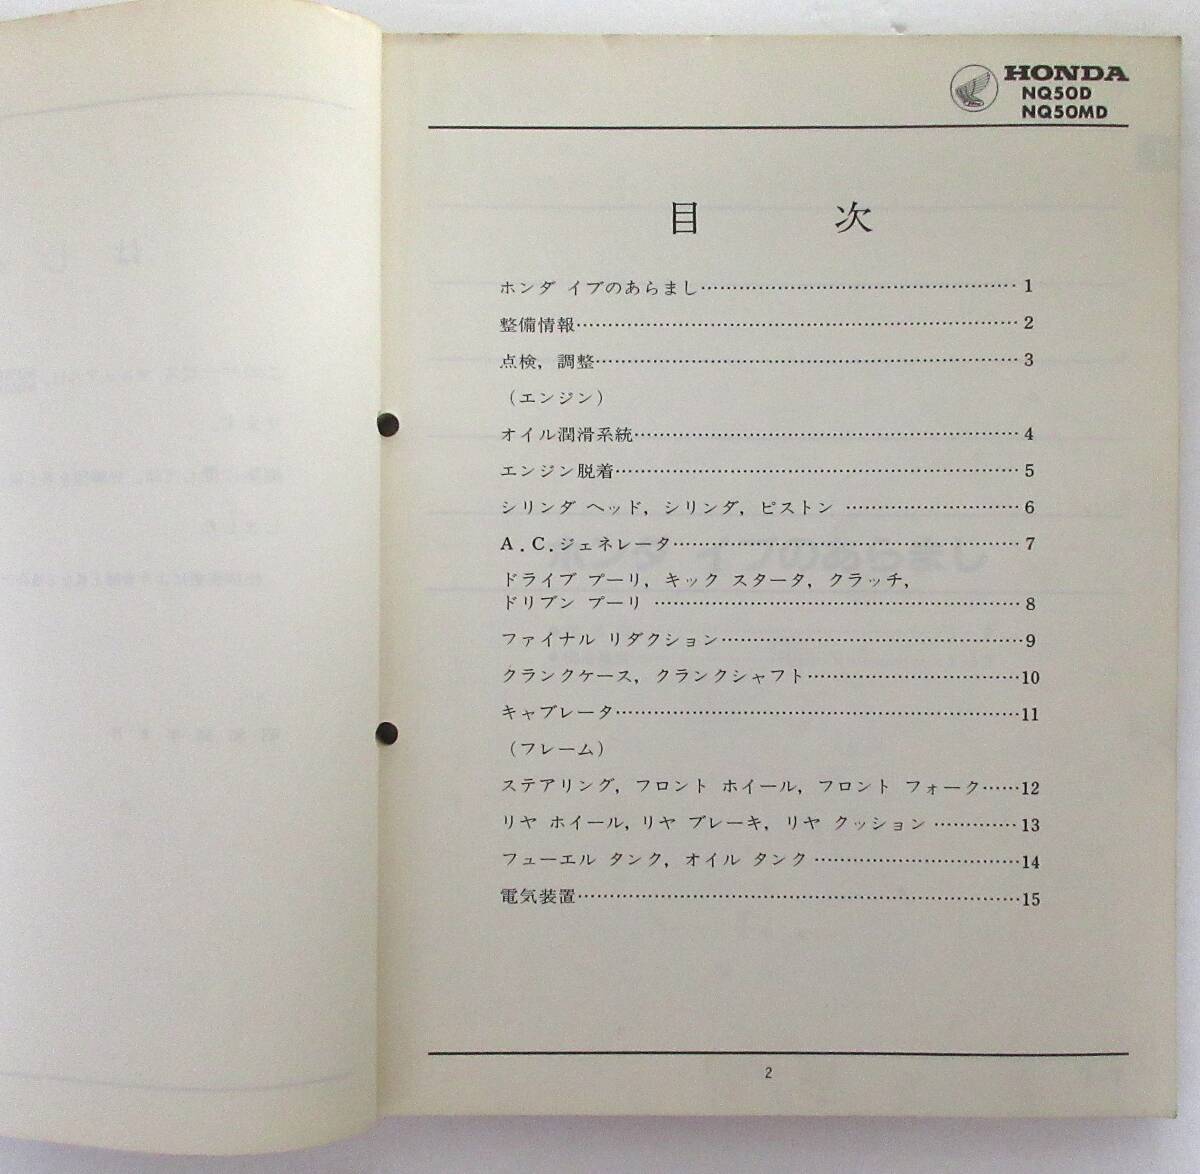 HONDA
NQ50D
NQ50MD
目次
ホンダ イブのあらまし……………………………………………1
整備情報……………………………………………………………2
点検，調整…………………………………………………………3
（エンジン）
オイル潤滑系統……………………………………………………4
エンジン脱着………………………………………………………5
シリンダ ヘッド，シリンダ，ピストン ………………………6
A.C.ジェネレータ…………………………………………………7
ドライブ プーリ，キック スタータ，クラッチ，
ドリブン プーリ …………………………………………………8
ファイナル リダクション…………………………………………9
クランクケース，クランクシャフト……………………………10
キャブレータ………………………………………………………11
（フレーム）
ステアリング，フロント ホイール，フロント フォーク……12
リヤ ホイール，リヤ ブレーキ，リヤ クッション …………13
フューエル タンク，オイル タンク ……………………………14
電気装置……………………………………………………………15
2